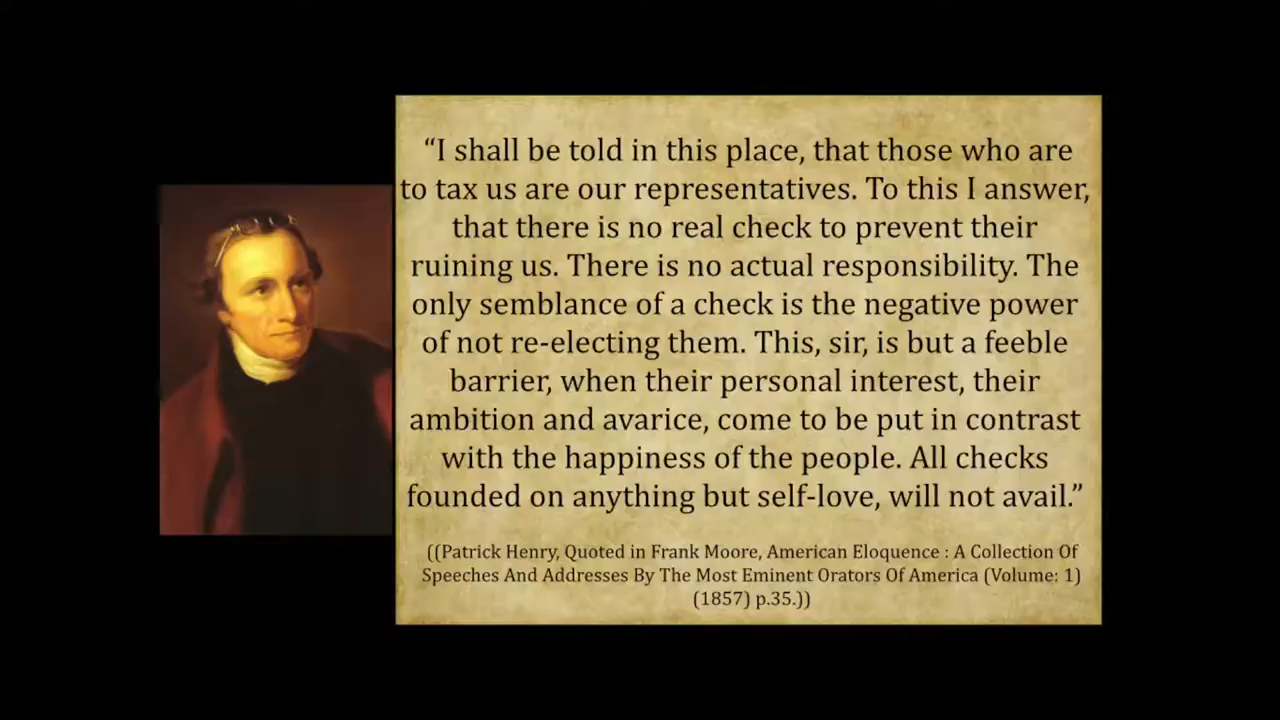 “I shall be told in this place, that those who are
to tax us are our representatives. To this I answer,
that there is no real check to prevent their
ruining us. There is no actual responsibility. The
only semblance of a check is the negative power
of not re-electing them. This, sir, is but a feeble
barrier, when their personal interest, their
ambition and avarice, come to be put in contrast
with the happiness of the people. All checks
founded on anything but self-love, will not avail.”
((Patrick Henry, Quoted in Frank Moore, American Eloquence : A Collection Of
Speeches And Addresses By The Most Eminent Orators Of America (Volume: 1)
(1857) p.35.))